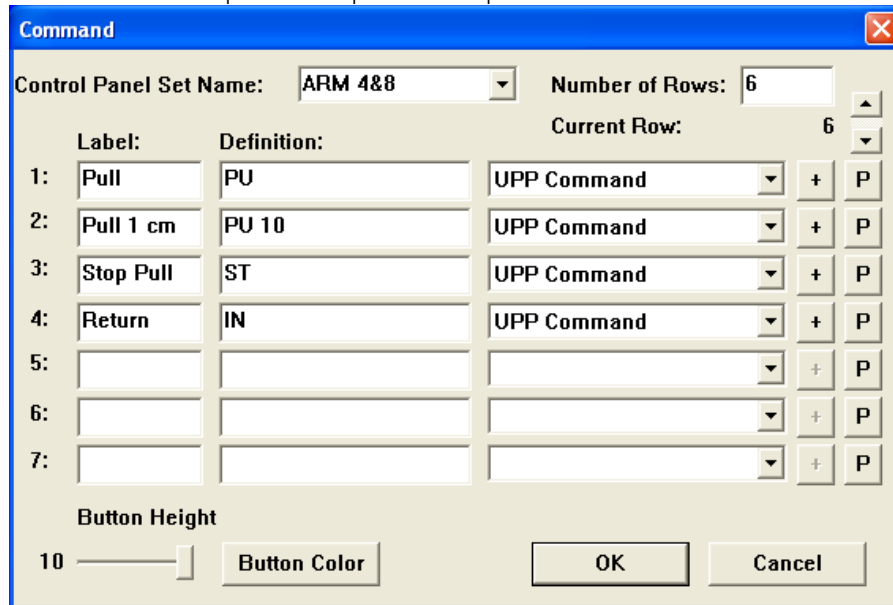 Command
Control Panel Set Name: ARM 4&8 Number of Rows: 6
Current Row: 6
Label: Definition:
1: Pull PU UPP Command + P
2: Pull 1 cm PU 10 UPP Command + P
3: Stop Pull ST UPP Command + P
4: Return IN UPP Command + P
5: + P
6: + P
7: + P
Button Height
10 Button Color OK Cancel